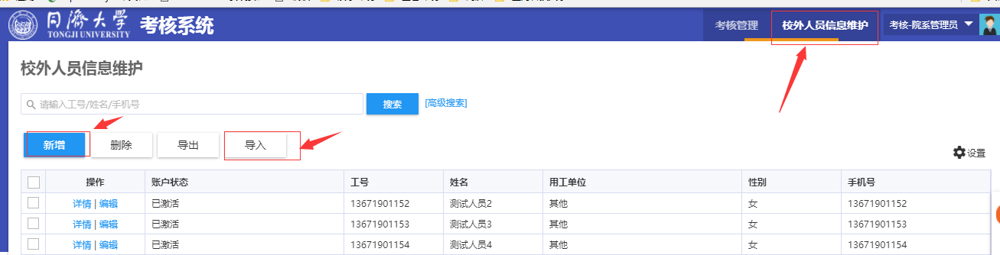 同濟大學
TONGJI UNIVERSITY
考核系统
考核管理
校外人员信息维护
考核-院系管理员
校外人员信息维护
请输入工号/姓名/手机号
搜索
[高级搜索]
新增
删除
导出
导入
设置
操作 账户状态 工号 姓名 用工单位 性别 手机号
详情 | 编辑 已激活 13671901152 测试人员2 其他 女 13671901152
详情 | 编辑 已激活 13671901153 测试人员3 其他 女 13671901153
详情 | 编辑 已激活 13671901154 测试人员4 其他 女 13671901154